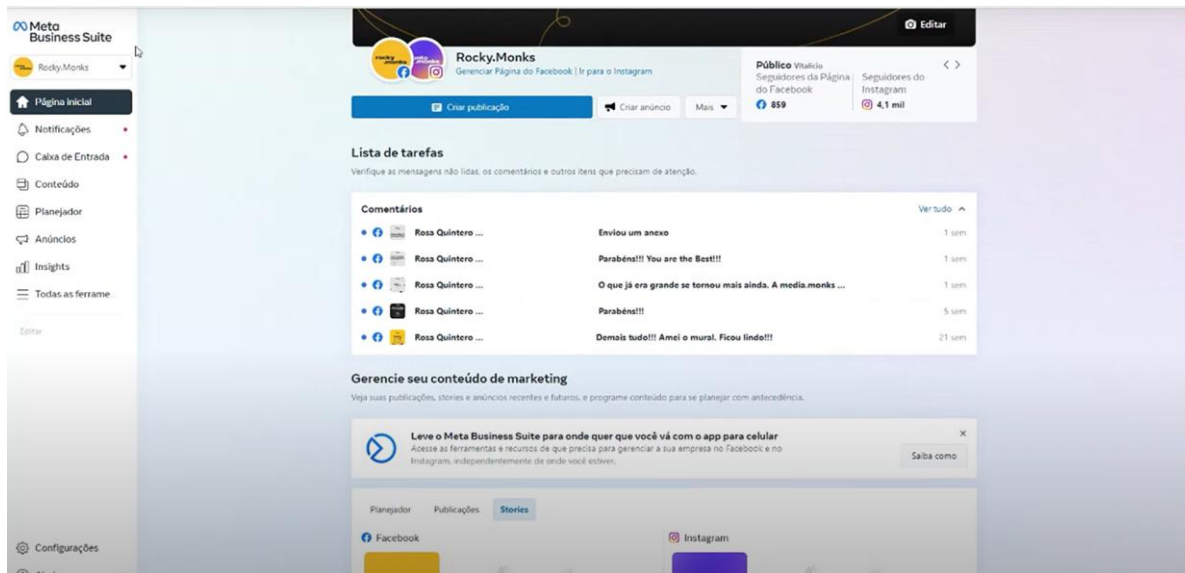 Meta
Business Suite
Rocky.Monks
Página inicial
Notificações
Caixa de Entrada
Conteúdo
Planejador
Anúncios
Insights
Todas as ferrame...
Editar
Configurações
Editar
rocky
monks
Rocky.Monks
Gerenciar Página do Facebook | Ir para o Instagram
Criar publicação
Criar anúncio
Mais
Público Vitalício
Seguidores da Página do Facebook
859
Seguidores do Instagram
4,1 mil
Lista de tarefas
Verifique as mensagens não lidas, os comentários e outros itens que precisam de atenção.
Comentários Ver tudo
Rosa Quintero ... Enviou um anexo 1 sem
Rosa Quintero ... Parabéns!!! You are the Best!!! 1 sem
Rosa Quintero ... O que já era grande se tornou mais ainda. A media.monks ... 1 sem
Rosa Quintero ... Parabéns!!! 5 sem
Rosa Quintero ... Demais tudo!!! Amei o mural. Ficou lindo!!! 21 sem
Gerencie seu conteúdo de marketing
Veja suas publicações, stories e anúncios recentes e futuros, e programe conteúdo para se planejar com antecedência.
Leve o Meta Business Suite para onde quer que você vá com o app para celular
Acesse as ferramentas e recursos de que precisa para gerenciar a sua empresa no Facebook e no
Instagram, independentemente de onde você estiver.
Saiba como
Planejador Publicações Stories
Facebook Instagram